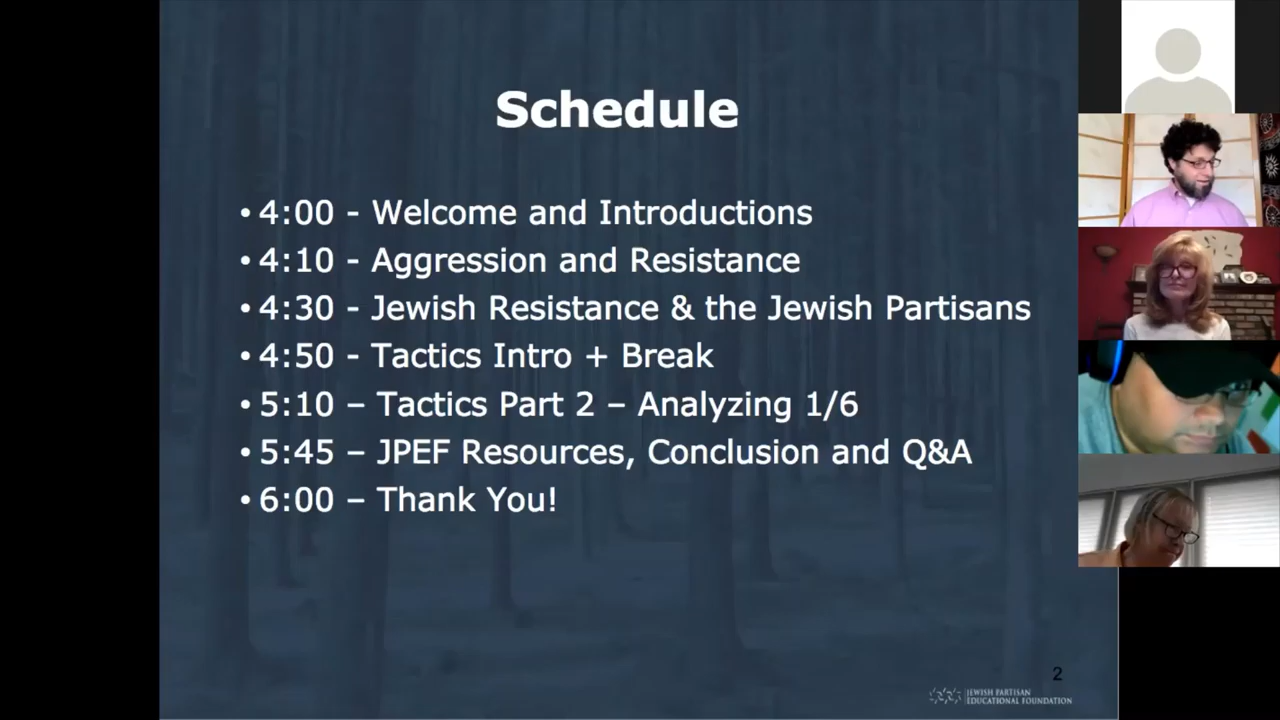 Schedule
• 4:00 - Welcome and Introductions
• 4:10 - Aggression and Resistance
• 4:30 - Jewish Resistance & the Jewish Partisans
• 4:50 - Tactics Intro + Break
• 5:10 – Tactics Part 2 – Analyzing 1/6
• 5:45 – JPEF Resources, Conclusion and Q&A
• 6:00 – Thank You!
2
JEWISH PARTISAN
EDUCATIONAL FOUNDATION